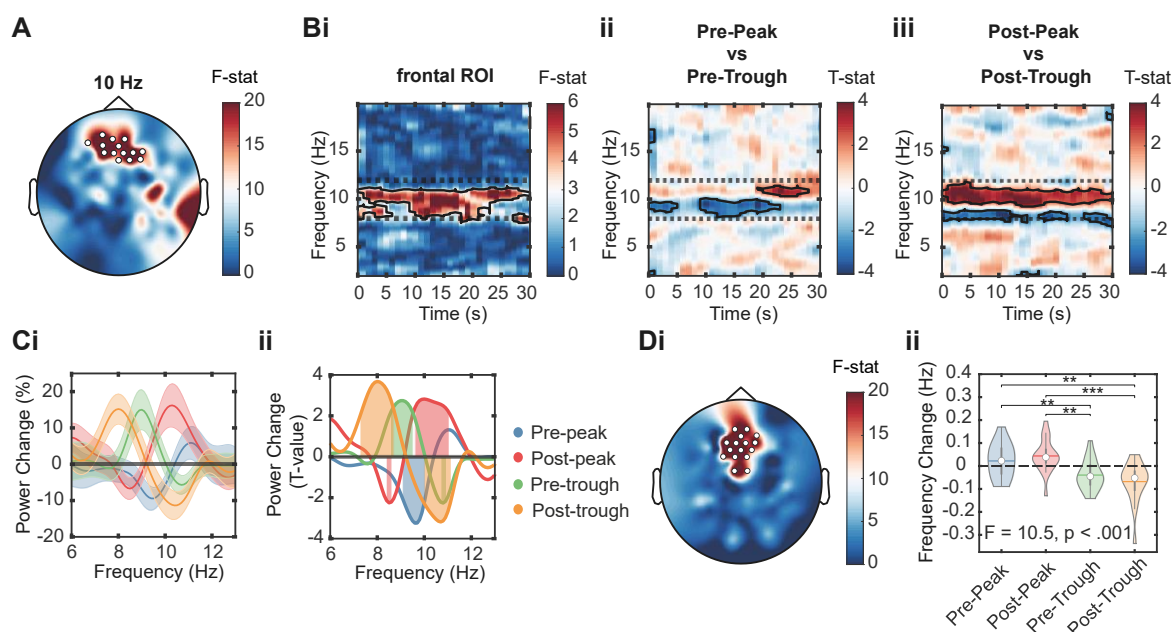 A
10 Hz
F-stat
20
15
10
5
0
Bi
frontal ROI
F-stat
6
5
4
3
2
1
0
Frequency (Hz)
15
10
5
0 5 10 15 20 25 30
Time (s)
ii
Pre-Peak
vs
Pre-Trough
T-stat
4
2
0
-2
-4
Frequency (Hz)
15
10
5
0 5 10 15 20 25 30
Time (s)
iii
Post-Peak
vs
Post-Trough
T-stat
4
2
0
-2
-4
Frequency (Hz)
15
10
5
0 5 10 15 20 25 30
Time (s)
Ci
Power Change (%)
20
10
0
-10
-20
6 8 10 12
Frequency (Hz)
ii
Power Change
(T-value)
4
2
0
-2
-4
6 8 10 12
Frequency (Hz)
Pre-peak
Post-peak
Pre-trough
Post-trough
Di
F-stat
20
15
10
5
0
ii
Frequency Change (Hz)
0.4
0.3
0.2
0.1
0
-0.1
-0.2
-0.3
**
***
**
**
F = 10.5, p < .001
Pre-Peak
Post-Peak
Pre-Trough
Post-Trough